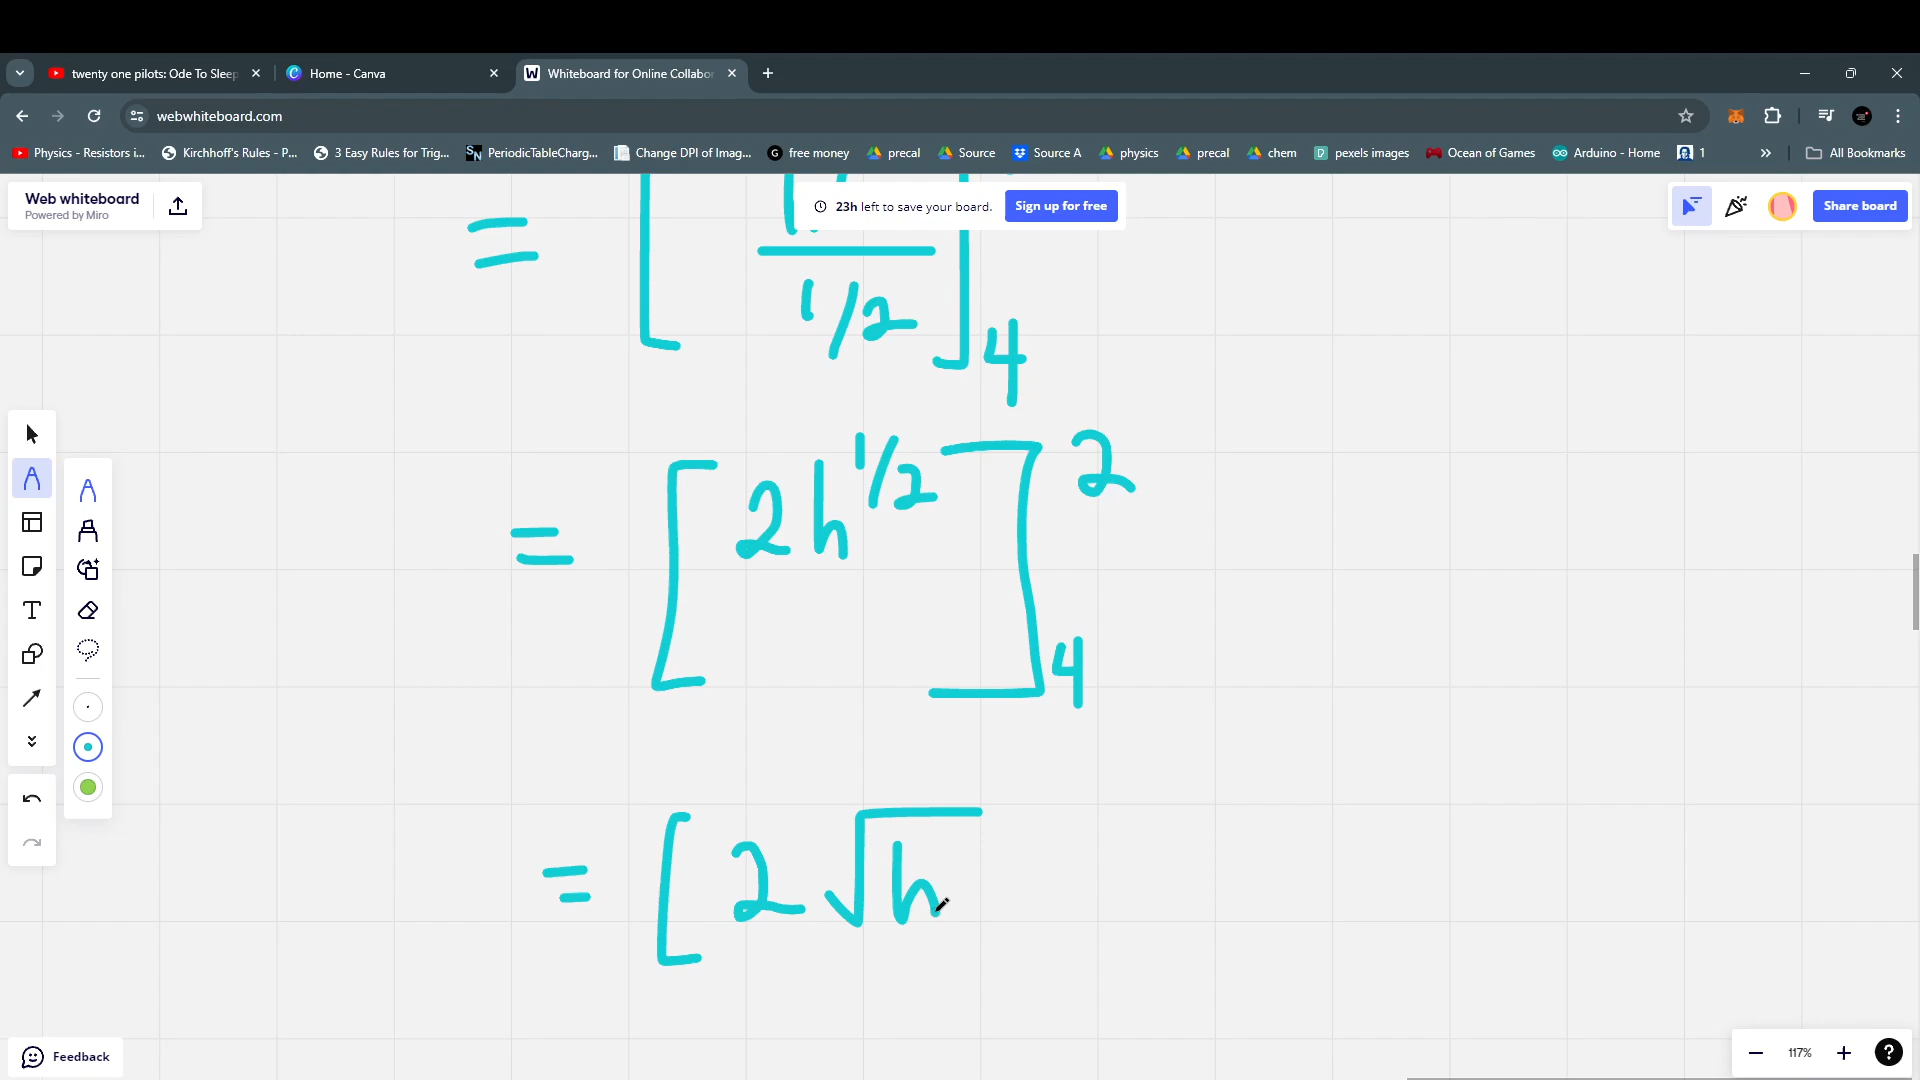 twenty one pilots: Ode To Sleep
Home - Canva
Whiteboard for Online Collabor
webwhiteboard.com
Physics - Resistors i...
Kirchhoff's Rules - P...
3 Easy Rules for Trig...
PeriodicTableCharg...
Change DPI of Imag...
free money
precal
Source
Source A
physics
precal
chem
pexels images
Ocean of Games
Arduino - Home
1
All Bookmarks
Web whiteboard
Powered by Miro
23h left to save your board.
Sign up for free
Share board
= [ 1/2 ] 4
= [ 2h^1/2 ] 2 4
= [ 2√h
Feedback
117%